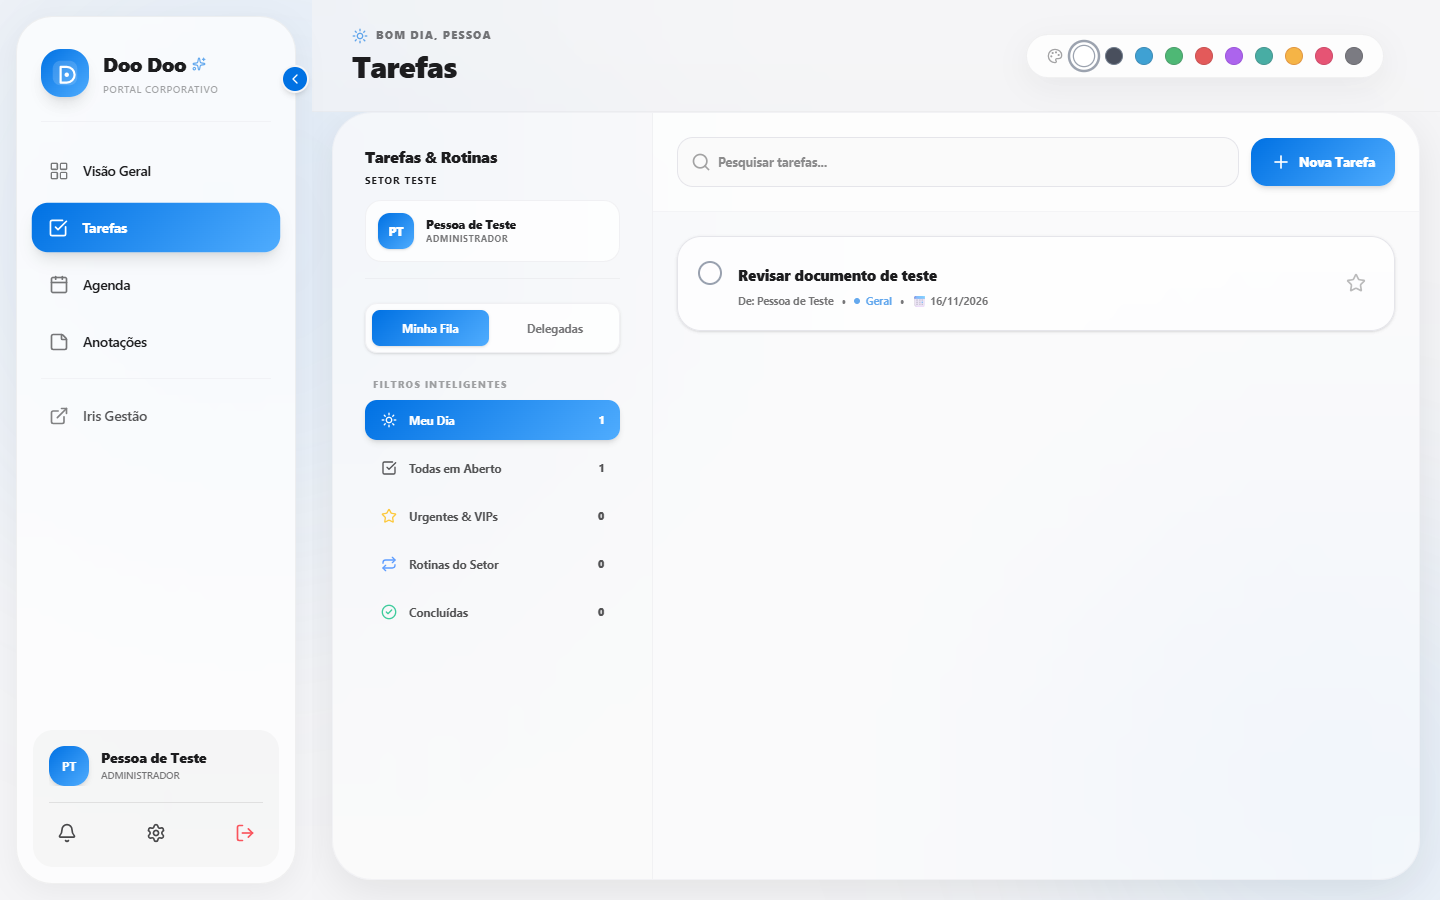 Doo Doo
PORTAL CORPORATIVO
Visão Geral
Tarefas
Agenda
Anotações
Iris Gestão
PT
Pessoa de Teste
ADMINISTRADOR
BOM DIA, PESSOA
Tarefas
Tarefas & Rotinas
SETOR TESTE
PT
Pessoa de Teste
ADMINISTRADOR
Minha Fila
Delegadas
FILTROS INTELIGENTES
Meu Dia 1
Todas em Aberto 1
Urgentes & VIPs 0
Rotinas do Setor 0
Concluídas 0
Pesquisar tarefas...
Nova Tarefa
Revisar documento de teste
De: Pessoa de Teste • Geral • 16/11/2026